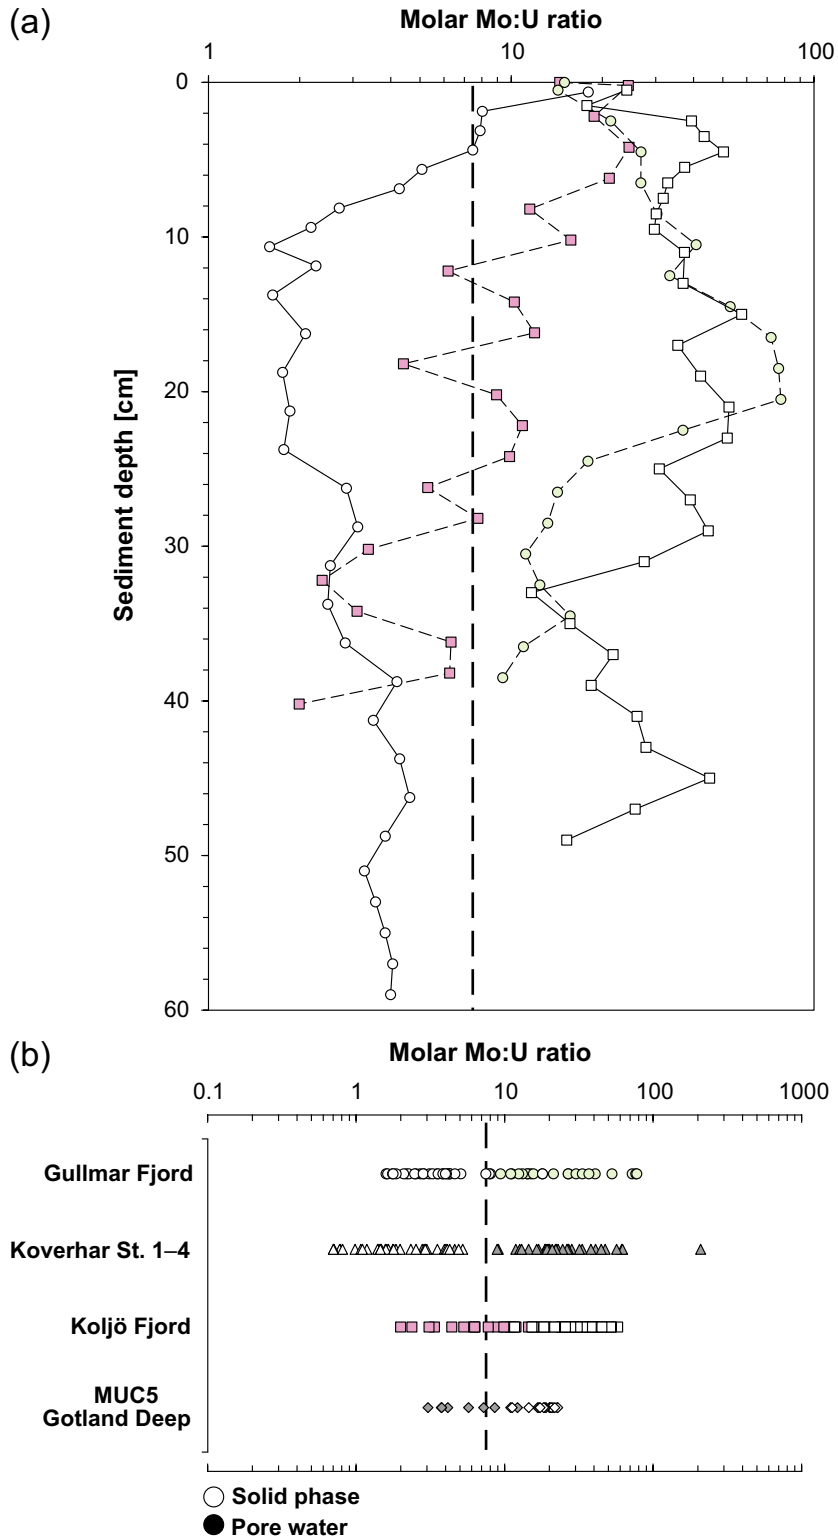 (a)
Molar Mo:U ratio
1 10 100
0
10
20
30
40
50
60
Sediment depth [cm]
(b)
Molar Mo:U ratio
0.1 1 10 100 1000
Gullmar Fjord
Koverhar St. 1–4
Koljö Fjord
MUC5
Gotland Deep
Solid phase
Pore water